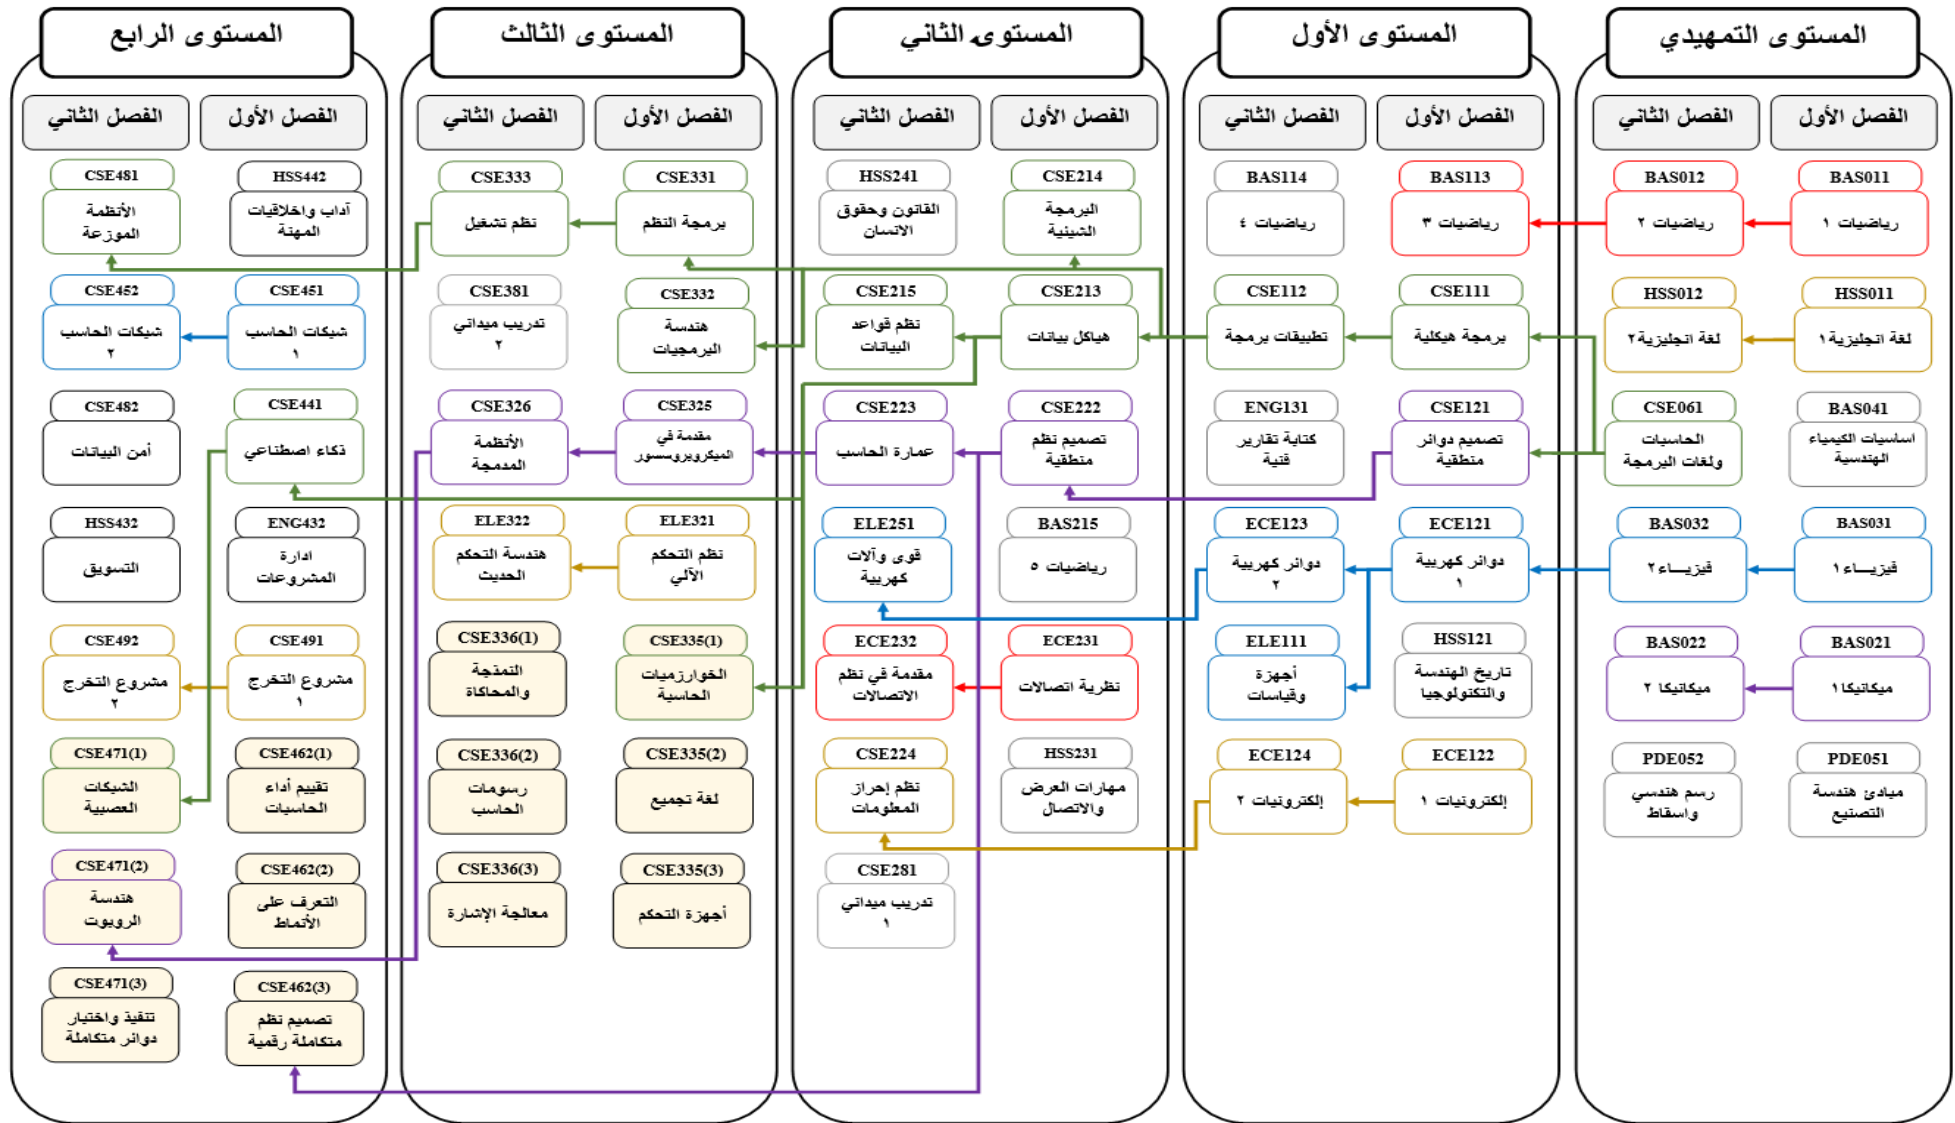 المستوى التمهيدي
الفصل الأول
BAS011
رياضيات ١
HSS011
لغة انجليزية ١
BAS041
اساسيات الكيمياء
الهندسية
BAS031
فيزيـــاء ١
BAS021
ميكانيكا ١
PDE051
مبادئ هندسة
التصنيع
الفصل الثاني
BAS012
رياضيات ٢
HSS012
لغة انجليزية ٢
CSE061
الحاسبات
ولغات البرمجة
BAS032
فيزيـــاء ٢
BAS022
ميكانيكا ٢
PDE052
رسم هندسي
واسقاط
المستوى الأول
الفصل الأول
BAS113
رياضيات ٣
CSE111
برمجة هيكلية
CSE121
تصميم دوائر
منطقية
ECE121
دوائر كهربية
١
HSS121
تاريخ الهندسة
والتكنولوجيا
ECE122
إلكترونيات ١
الفصل الثاني
BAS114
رياضيات ٤
CSE112
تطبيقات برمجة
ENG131
كتابة تقارير
فنية
ECE123
دوائر كهربية
٢
ELE111
أجهزة
وقياسات
ECE124
إلكترونيات ٢
المستوى الثاني
الفصل الأول
CSE214
البرمجة
الشيئية
CSE213
هياكل بيانات
CSE222
تصميم نظم
منطقية
BAS215
رياضيات ٥
ECE231
نظرية اتصالات
HSS231
مهارات العرض
والاتصال
الفصل الثاني
HSS241
القانون وحقوق
الانسان
CSE215
نظم قواعد
البيانات
CSE223
عمارة الحاسب
ELE251
قوى وآلات
كهربية
ECE232
مقدمة في نظم
الاتصالات
CSE224
نظم إحراز
المعلومات
CSE281
تدريب ميداني
١
المستوى الثالث
الفصل الأول
CSE331
برمجة النظم
CSE332
هندسة
البرمجيات
CSE325
مقدمة في
الميكروبروسسور
ELE321
نظم التحكم
الآلي
CSE335(1)
الخوارزميات
الحاسبة
CSE335(2)
لغة تجميع
CSE335(3)
أجهزة التحكم
الفصل الثاني
CSE333
نظم تشغيل
CSE381
تدريب ميداني
٢
CSE326
الأنظمة
المدمجة
ELE322
هندسة التحكم
الحديث
CSE336(1)
النمذجة
والمحاكاة
CSE336(2)
رسومات
الحاسب
CSE336(3)
معالجة الإشارة
المستوى الرابع
الفصل الأول
HSS442
آداب واخلاقيات
المهنة
CSE451
شبكات الحاسب
١
CSE441
ذكاء اصطناعي
ENG432
ادارة
المشروعات
CSE491
مشروع التخرج
١
CSE462(1)
تقييم أداء
الحاسبات
CSE462(2)
التعرف على
الأنماط
CSE462(3)
تصميم نظم
متكاملة رقمية
الفصل الثاني
CSE481
الأنظمة
الموزعة
CSE452
شبكات الحاسب
٢
CSE482
أمن البيانات
HSS432
التسويق
CSE492
مشروع التخرج
٢
CSE471(1)
الشبكات
العصبية
CSE471(2)
هندسة
الروبوت
CSE471(3)
تنفيذ واختبار
دوائر متكاملة